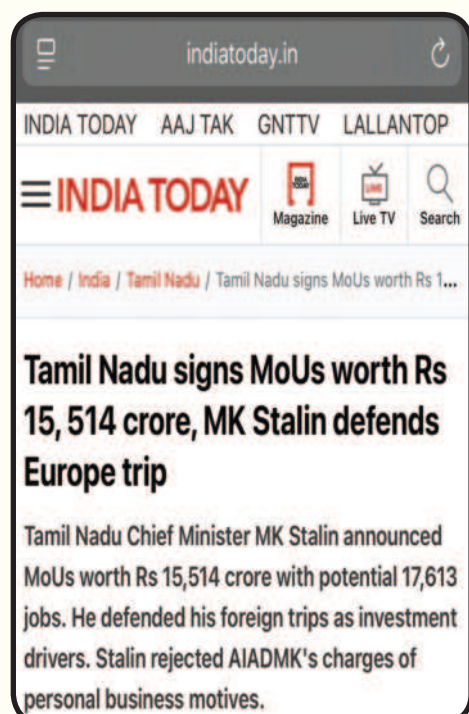 indiatoday.in
INDIA TODAY AAJ TAK GNTTV LALLANTOP
INDIA TODAY
INDIA TODAY
Magazine
LIVE
Live TV
Search
Home / India / Tamil Nadu / Tamil Nadu signs MoUs worth Rs 1...
Tamil Nadu signs MoUs worth Rs
15, 514 crore, MK Stalin defends
Europe trip
Tamil Nadu Chief Minister MK Stalin announced
MoUs worth Rs 15,514 crore with potential 17,613
jobs. He defended his foreign trips as investment
drivers. Stalin rejected AIADMK's charges of
personal business motives.